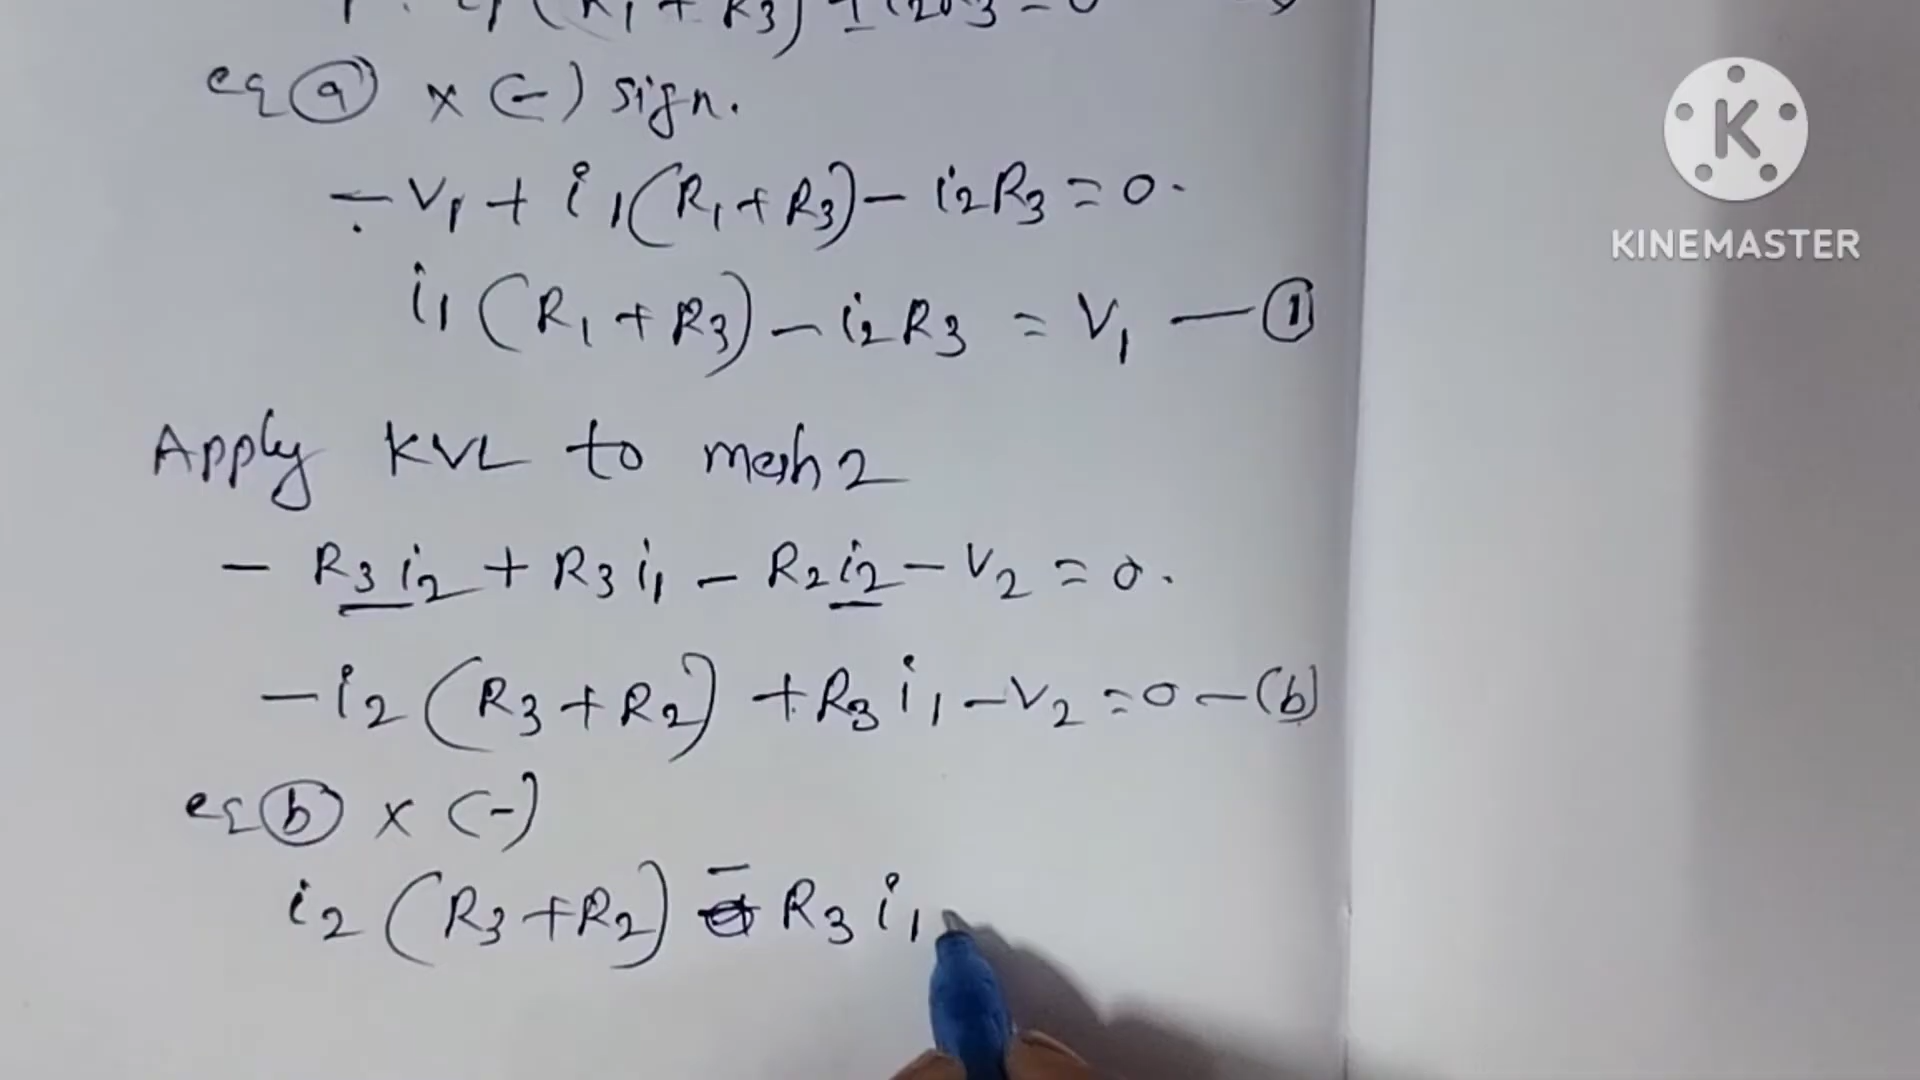 eq (a) × (-) sign.
- V1 + i1(R1+R3) - i2R3 = 0.
i1 (R1+R3) - i2R3 = V1 — (1)
Apply KVL to mesh 2
- R3 i2 + R3 i1 - R2 i2 - V2 = 0.
- i2 (R3+R2) + R3 i1 - V2 = 0 — (b)
eq (b) × (-)
i2 (R3+R2) - R3 i1
K
KINEMASTER